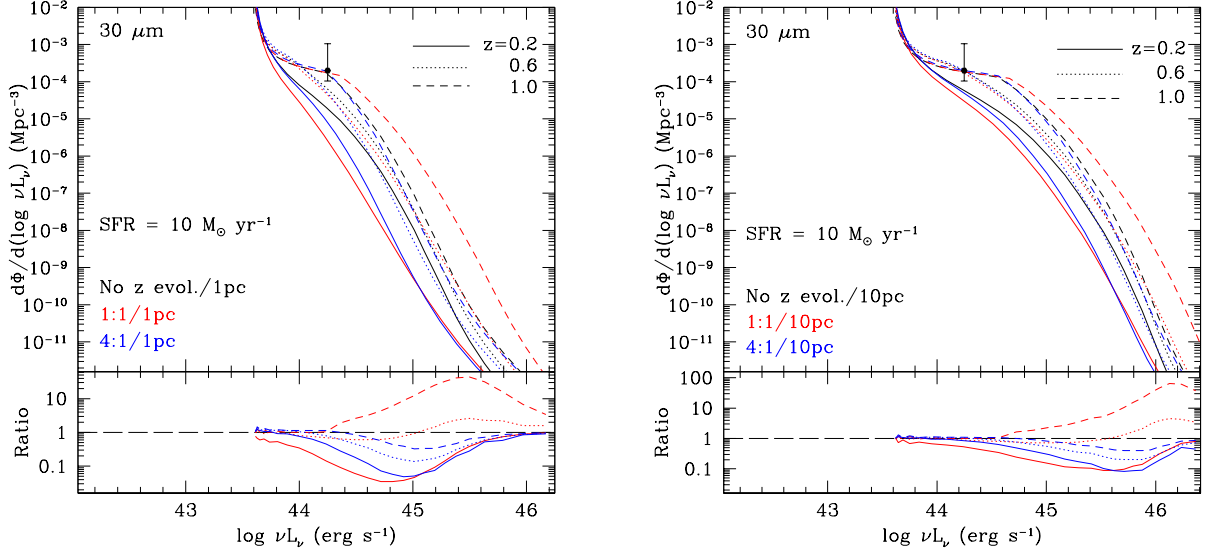 30 μm
z=0.2
0.6
1.0
SFR = 10 M⊙ yr⁻¹
No z evol./1pc
1:1/1pc
4:1/1pc
dΦ/d(log νLν) (Mpc⁻³)
10⁻²
10⁻³
10⁻⁴
10⁻⁵
10⁻⁶
10⁻⁷
10⁻⁸
10⁻⁹
10⁻¹⁰
10⁻¹¹
Ratio
10
1
0.1
43 44 45 46
log νLν (erg s⁻¹)
30 μm
z=0.2
0.6
1.0
SFR = 10 M⊙ yr⁻¹
No z evol./10pc
1:1/10pc
4:1/10pc
dΦ/d(log νLν) (Mpc⁻³)
10⁻²
10⁻³
10⁻⁴
10⁻⁵
10⁻⁶
10⁻⁷
10⁻⁸
10⁻⁹
10⁻¹⁰
10⁻¹¹
Ratio
100
10
1
0.1
43 44 45 46
log νLν (erg s⁻¹)